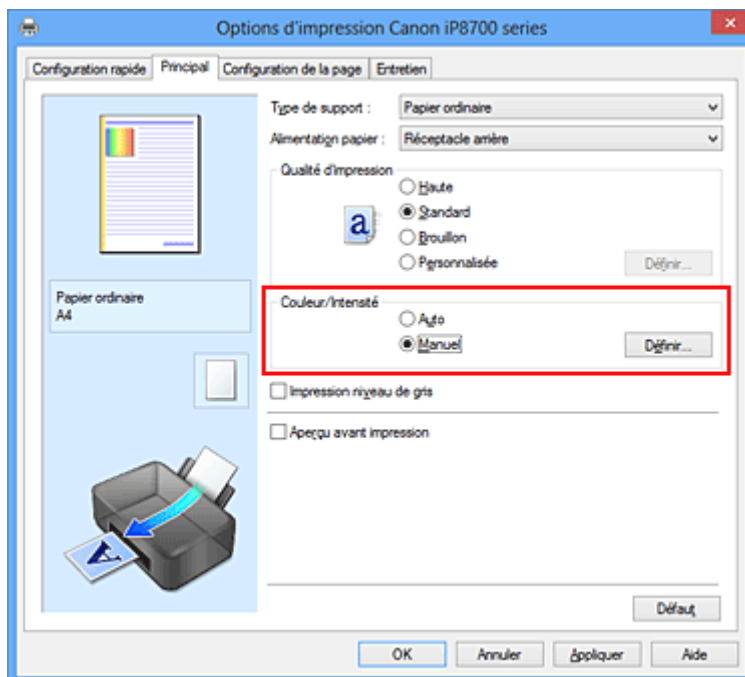 Options d'impression Canon iP8700 series
Configuration rapide Principal Configuration de la page Entretien
Type de support : Papier ordinaire
Alimentation papier : Réceptacle arrière
Qualité d'impression
Haute
Standard
Brouillon
Personnalisée Définir...
Papier ordinaire
A4
Couleur/Intensité
Auto
Manuel Définir...
Impression niveau de gris
Aperçu avant impression
Défaut
OK Annuler Appliquer Aide